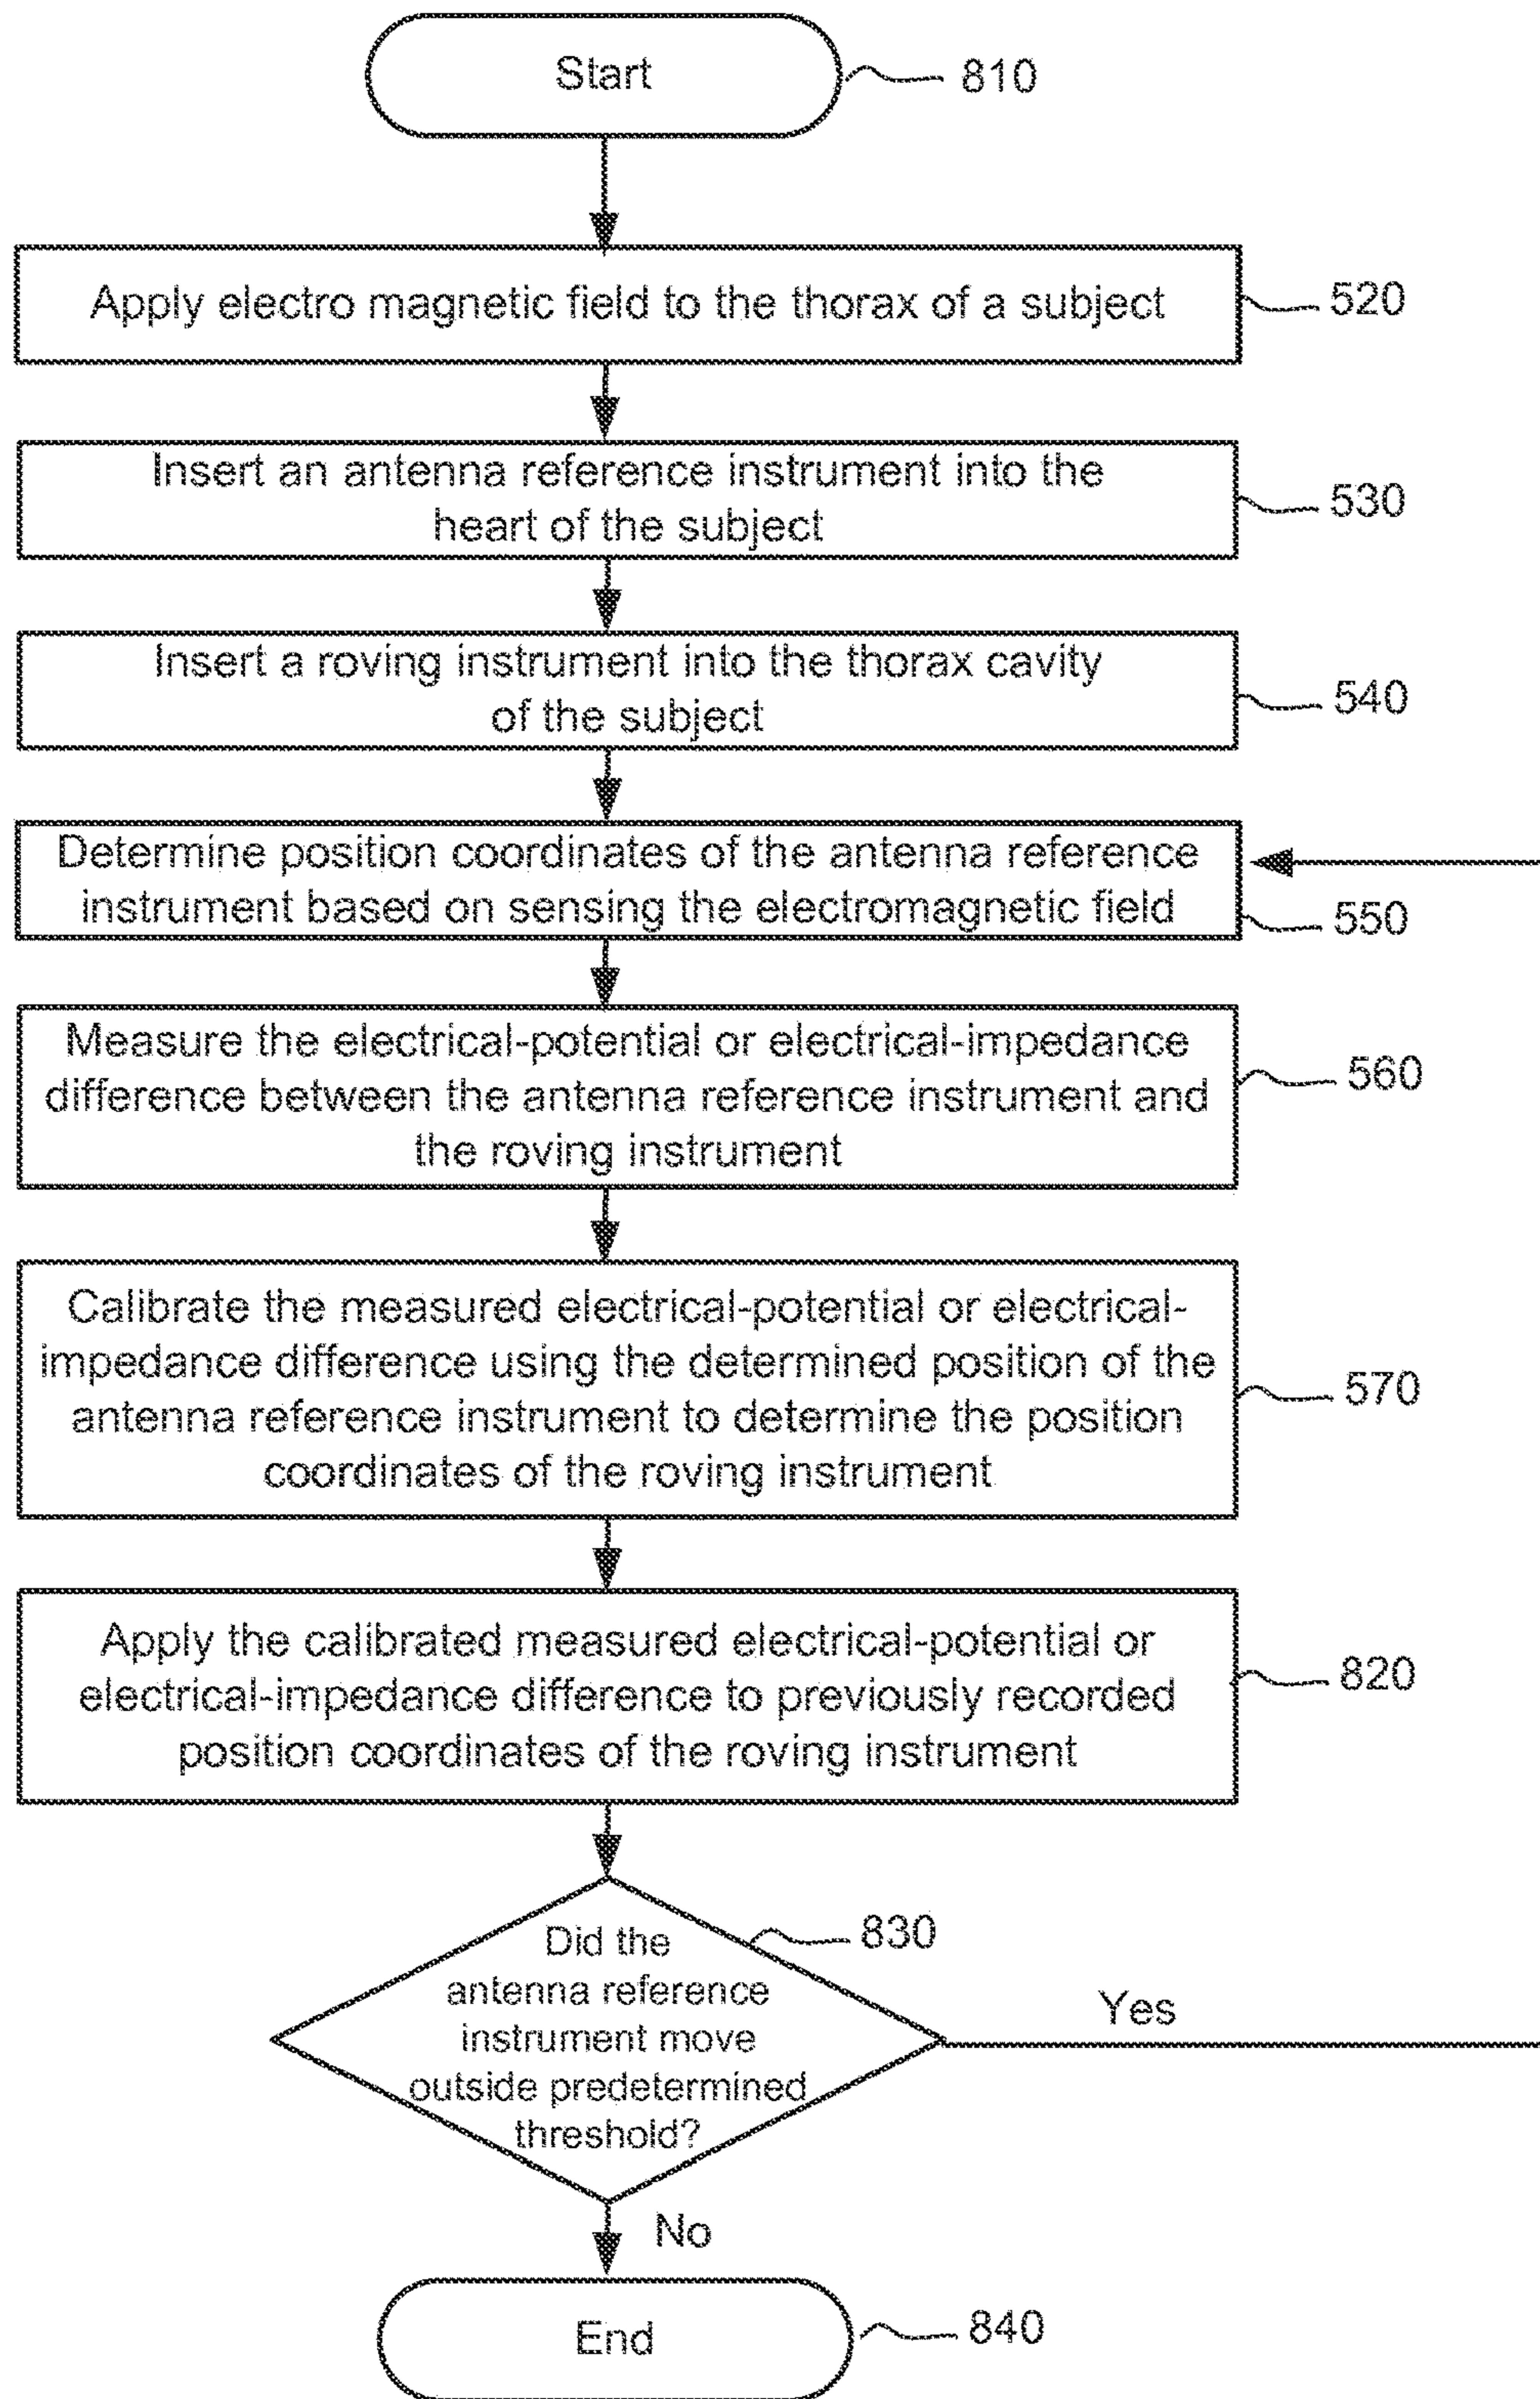 Start
810
Apply electro magnetic field to the thorax of a subject
520
Insert an antenna reference instrument into the
heart of the subject
530
Insert a roving instrument into the thorax cavity
of the subject
540
Determine position coordinates of the antenna reference
instrument based on sensing the electromagnetic field
550
Measure the electrical-potential or electrical-impedance
difference between the antenna reference instrument and
the roving instrument
560
Calibrate the measured electrical-potential or electrical-
impedance difference using the determined position of the
antenna reference instrument to determine the position
coordinates of the roving instrument
570
Apply the calibrated measured electrical-potential or
electrical-impedance difference to previously recorded
position coordinates of the roving instrument
820
Did the
antenna reference
instrument move
outside predetermined
threshold?
830
Yes
No
End
840